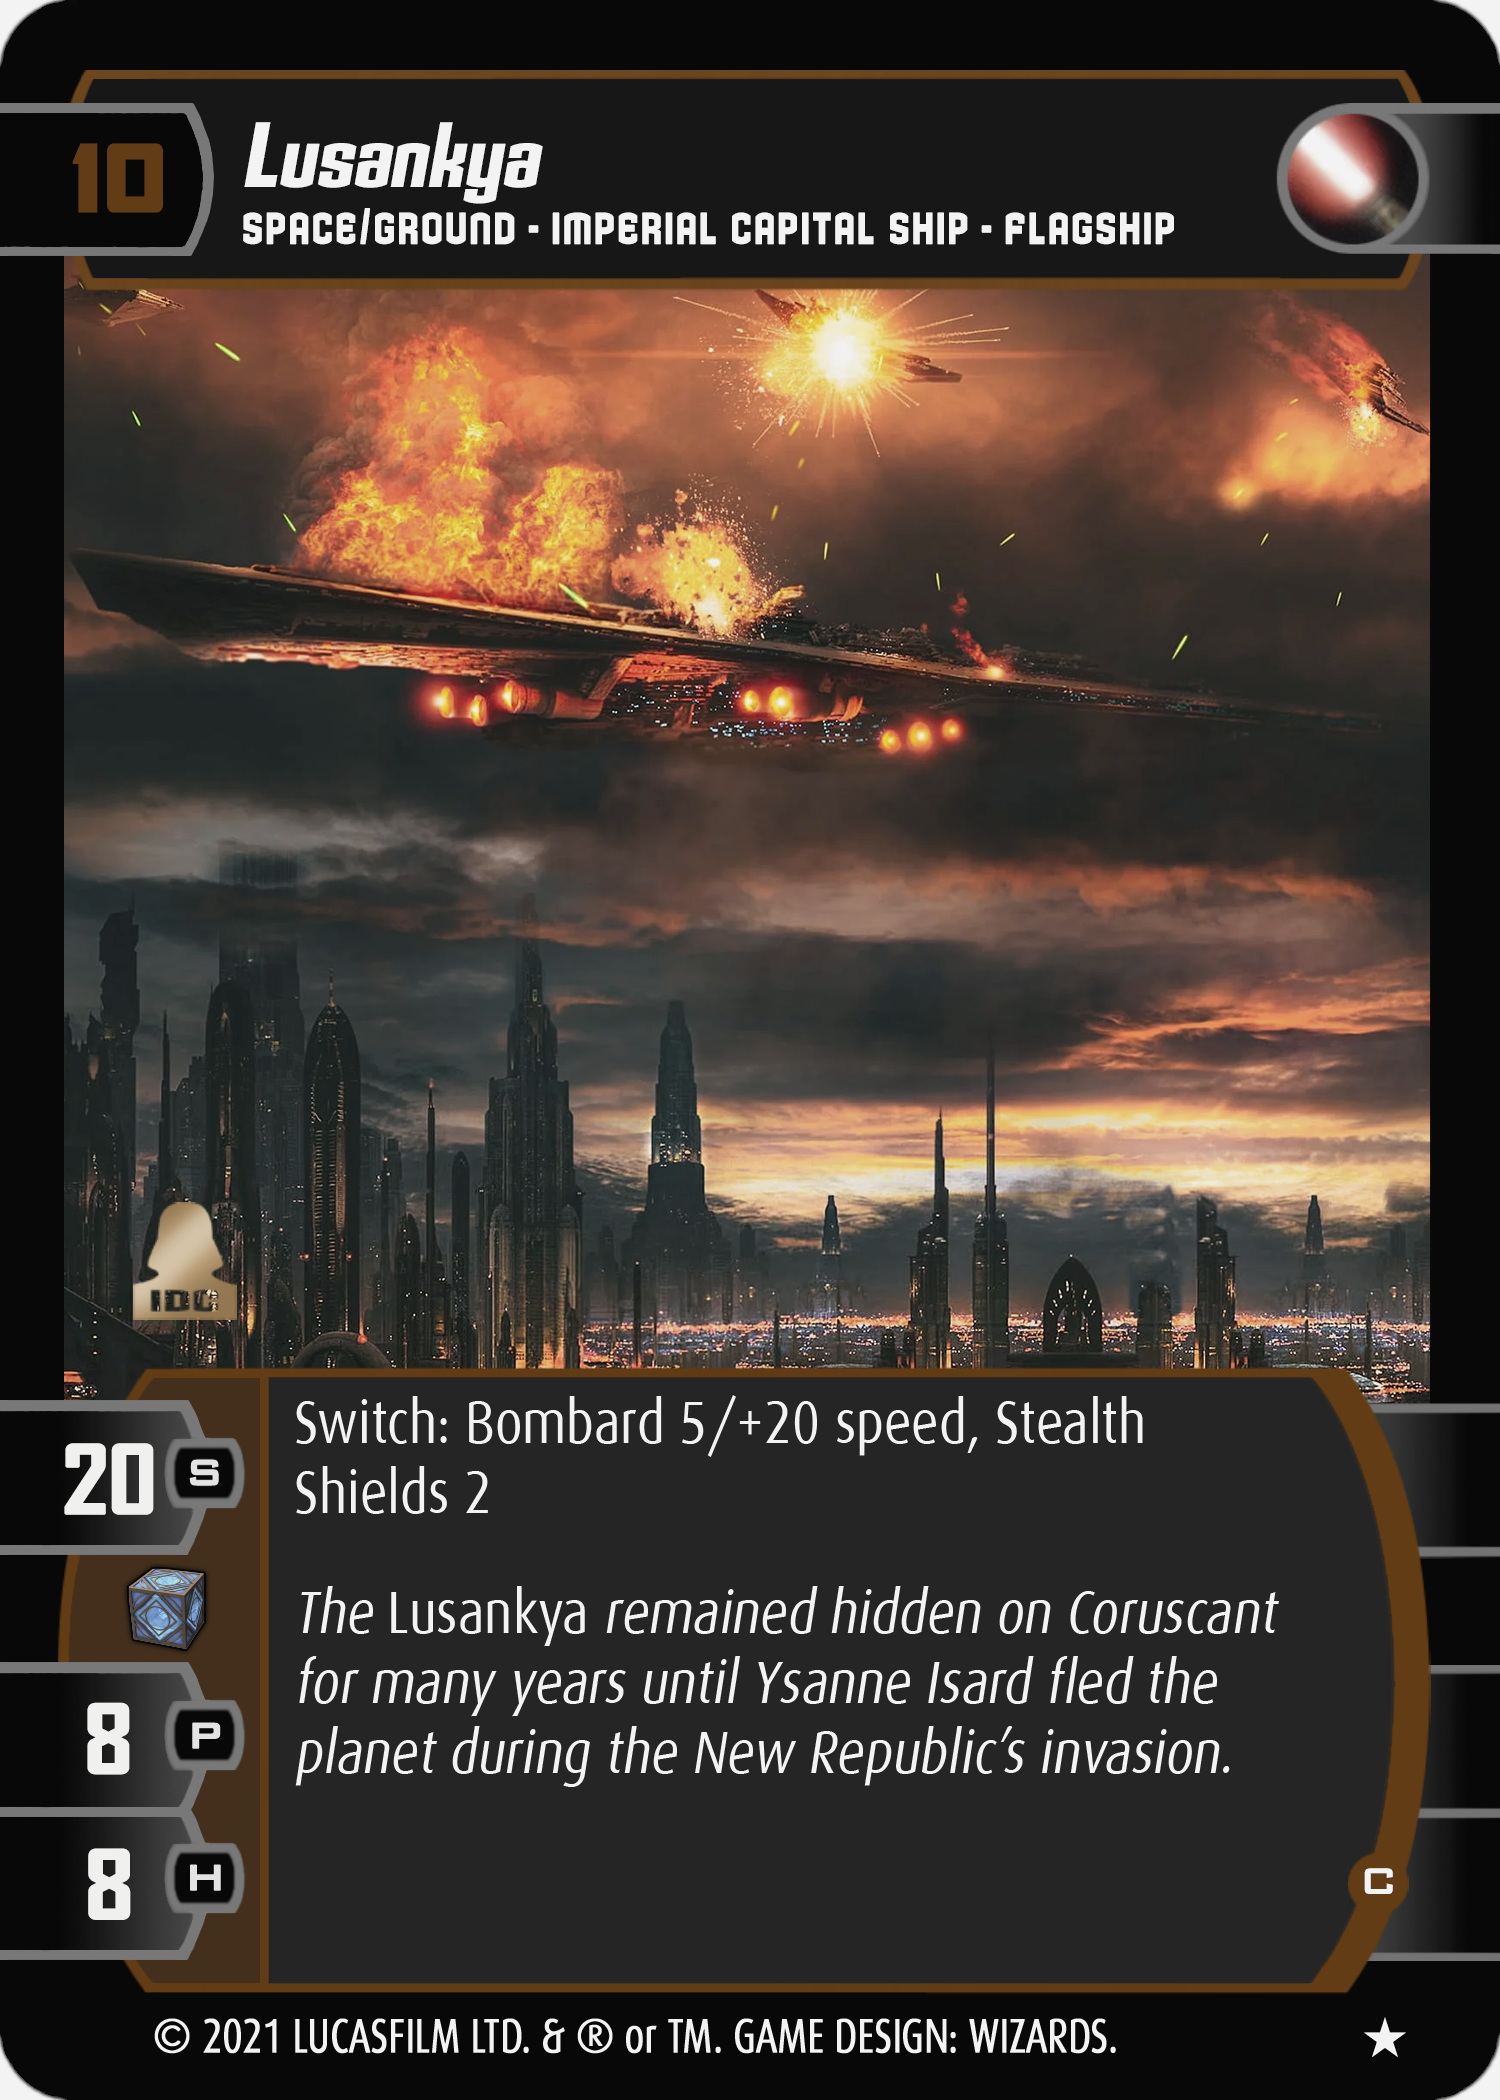 10
Lusankya
SPACE/GROUND - IMPERIAL CAPITAL SHIP - FLAGSHIP
IDC
Switch: Bombard 5/+20 speed, Stealth
20 S
Shields 2
The Lusankya remained hidden on Coruscant
for many years until Ysanne Isard fled the
8 P
planet during the New Republic's invasion.
8 H
C
© 2021 LUCASFILM LTD. & ® or TM. GAME DESIGN: WIZARDS.